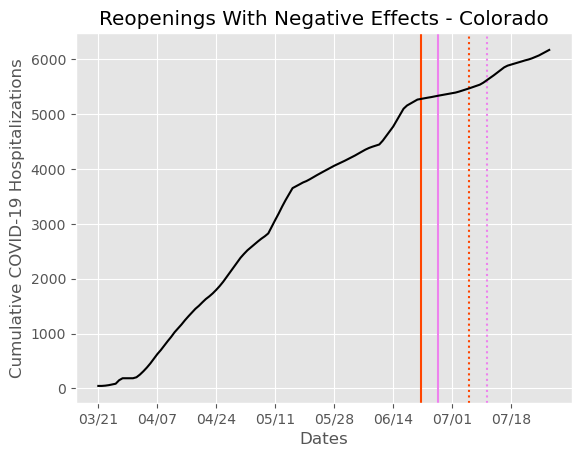 Reopenings With Negative Effects - Colorado
Cumulative COVID-19 Hospitalizations
6000
5000
4000
3000
2000
1000
0
03/21 04/07 04/24 05/11 05/28 06/14 07/01 07/18
Dates